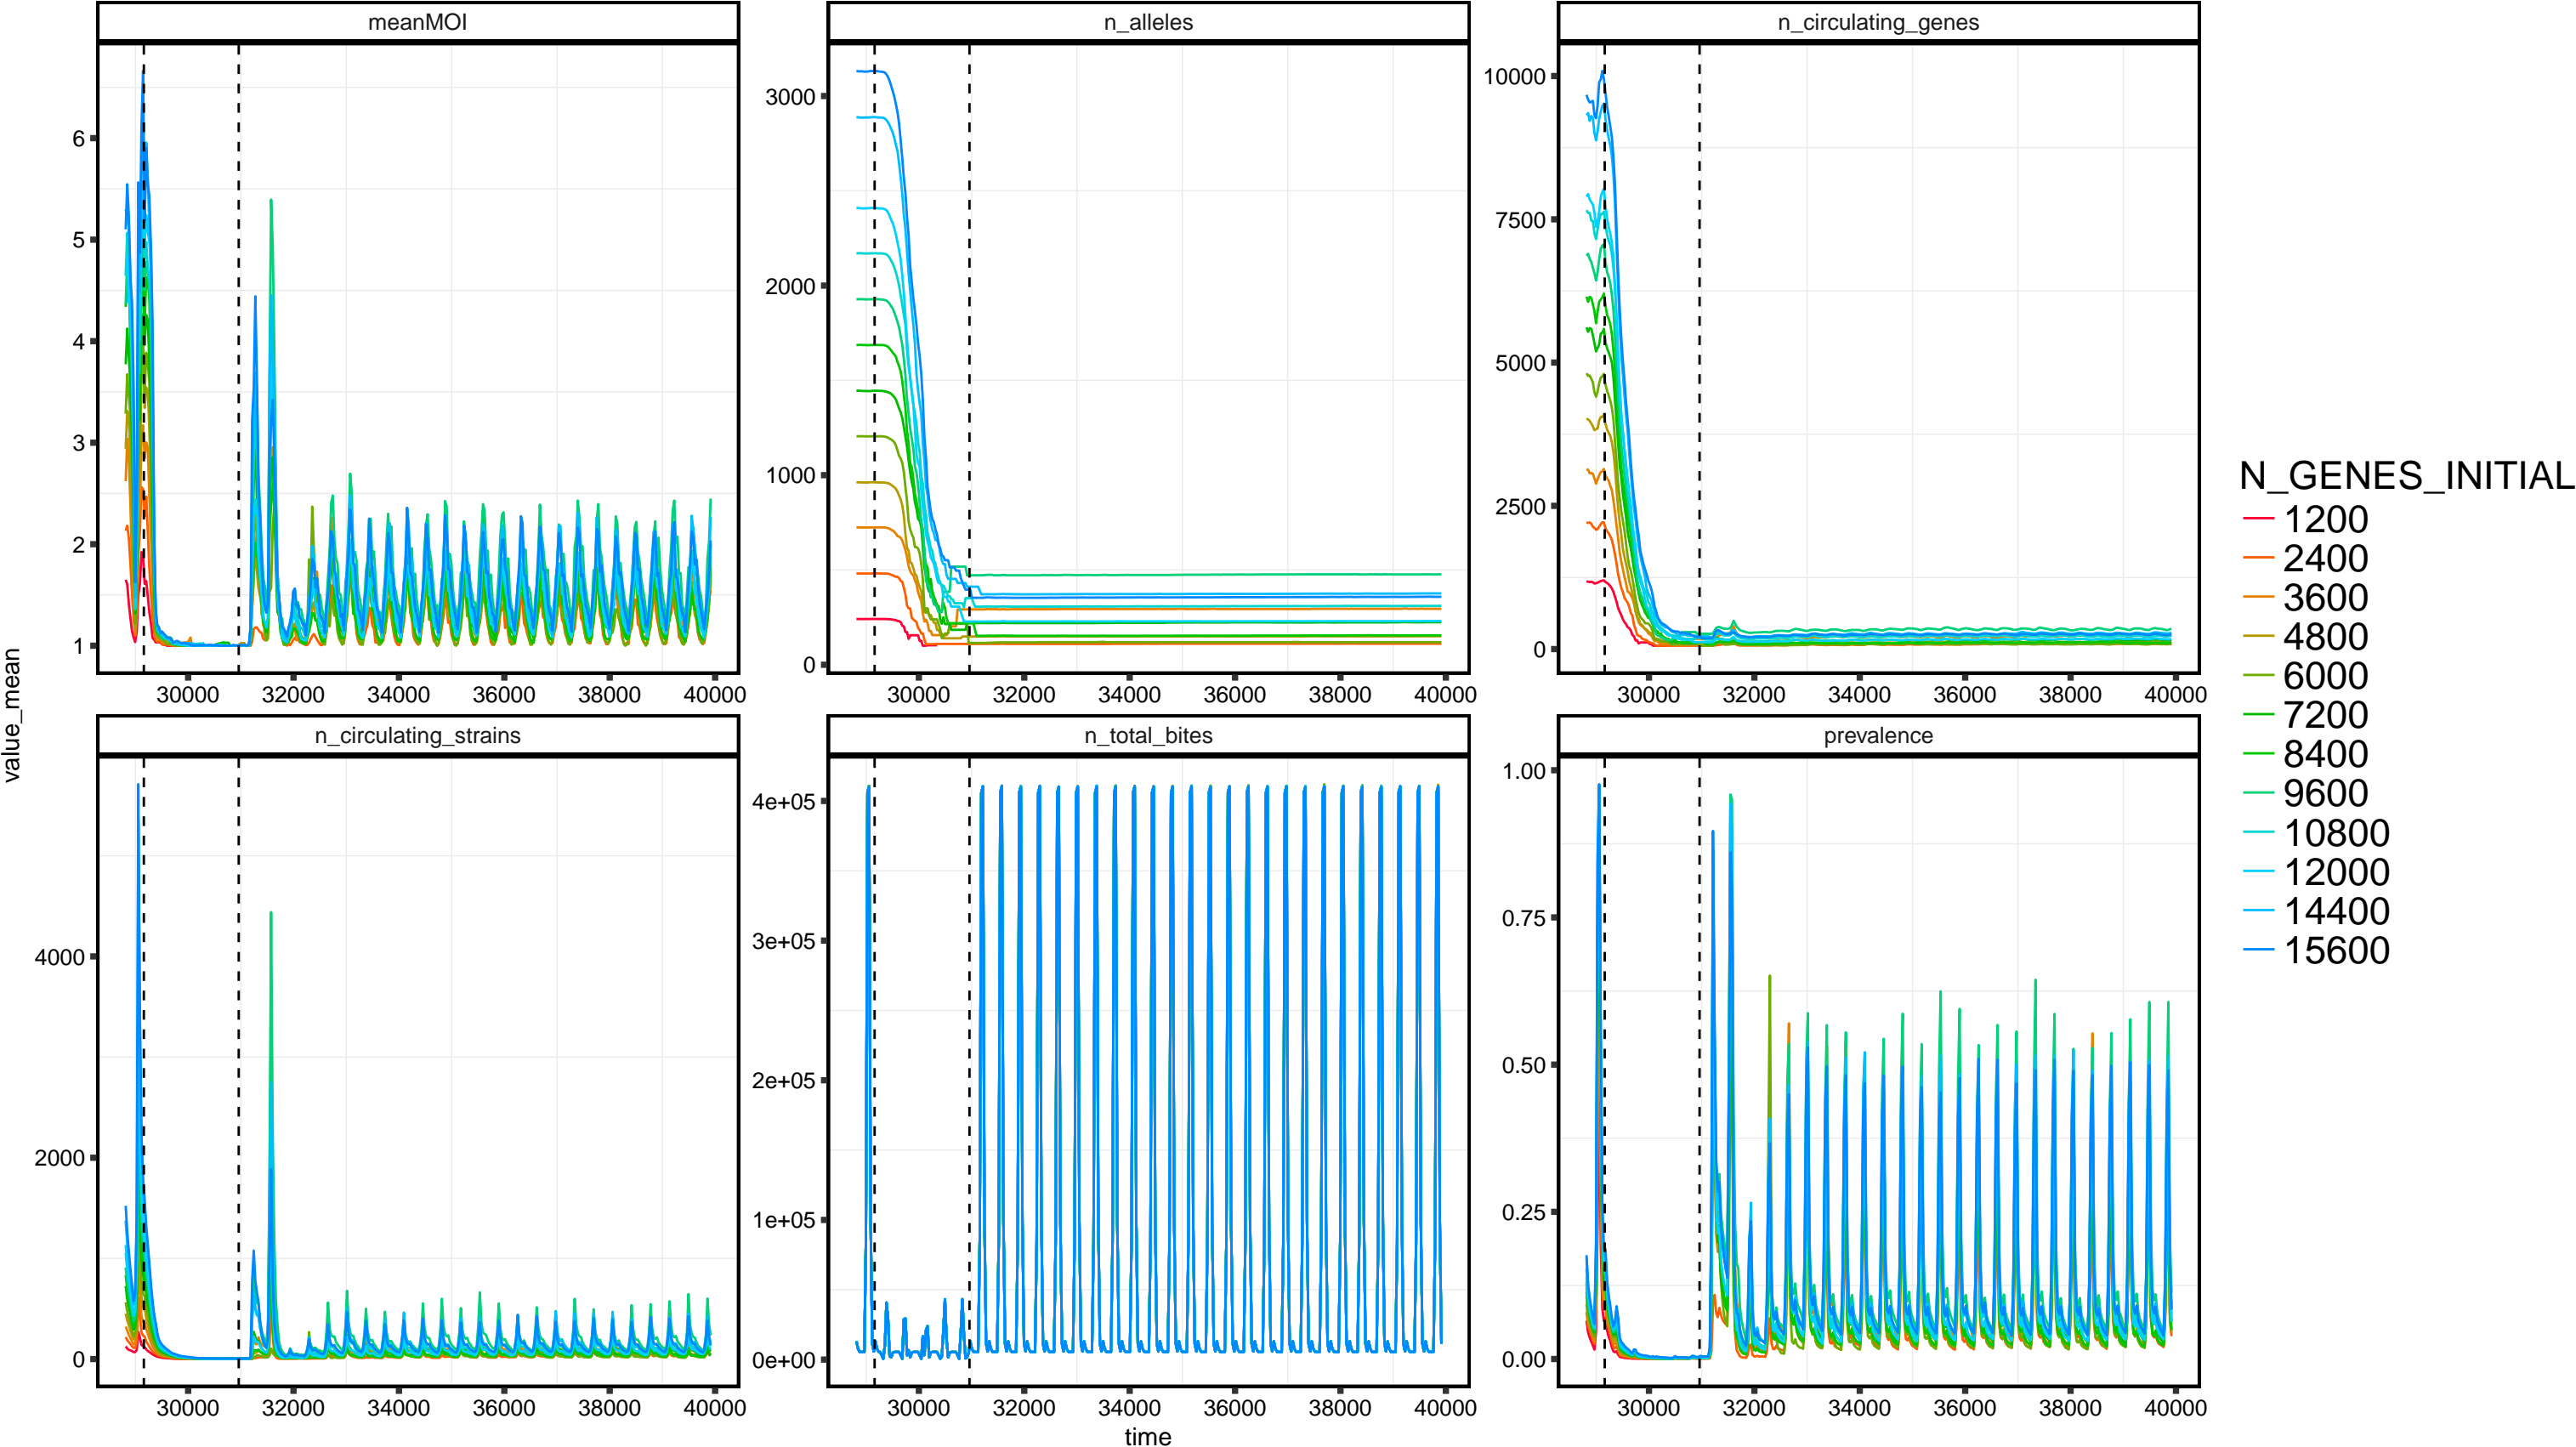 meanMOI
n_alleles
n_circulating_genes
6
5
4
3
2
1
3000
2000
1000
0
10000
7500
5000
2500
0
30000 32000 34000 36000 38000 40000
30000 32000 34000 36000 38000 40000
30000 32000 34000 36000 38000 40000
value_mean
n_circulating_strains
n_total_bites
prevalence
4000
2000
0
4e+05
3e+05
2e+05
1e+05
0e+00
1.00
0.75
0.50
0.25
0.00
30000 32000 34000 36000 38000 40000
30000 32000 34000 36000 38000 40000
30000 32000 34000 36000 38000 40000
time
N_GENES_INITIAL
1200
2400
3600
4800
6000
7200
8400
9600
10800
12000
14400
15600